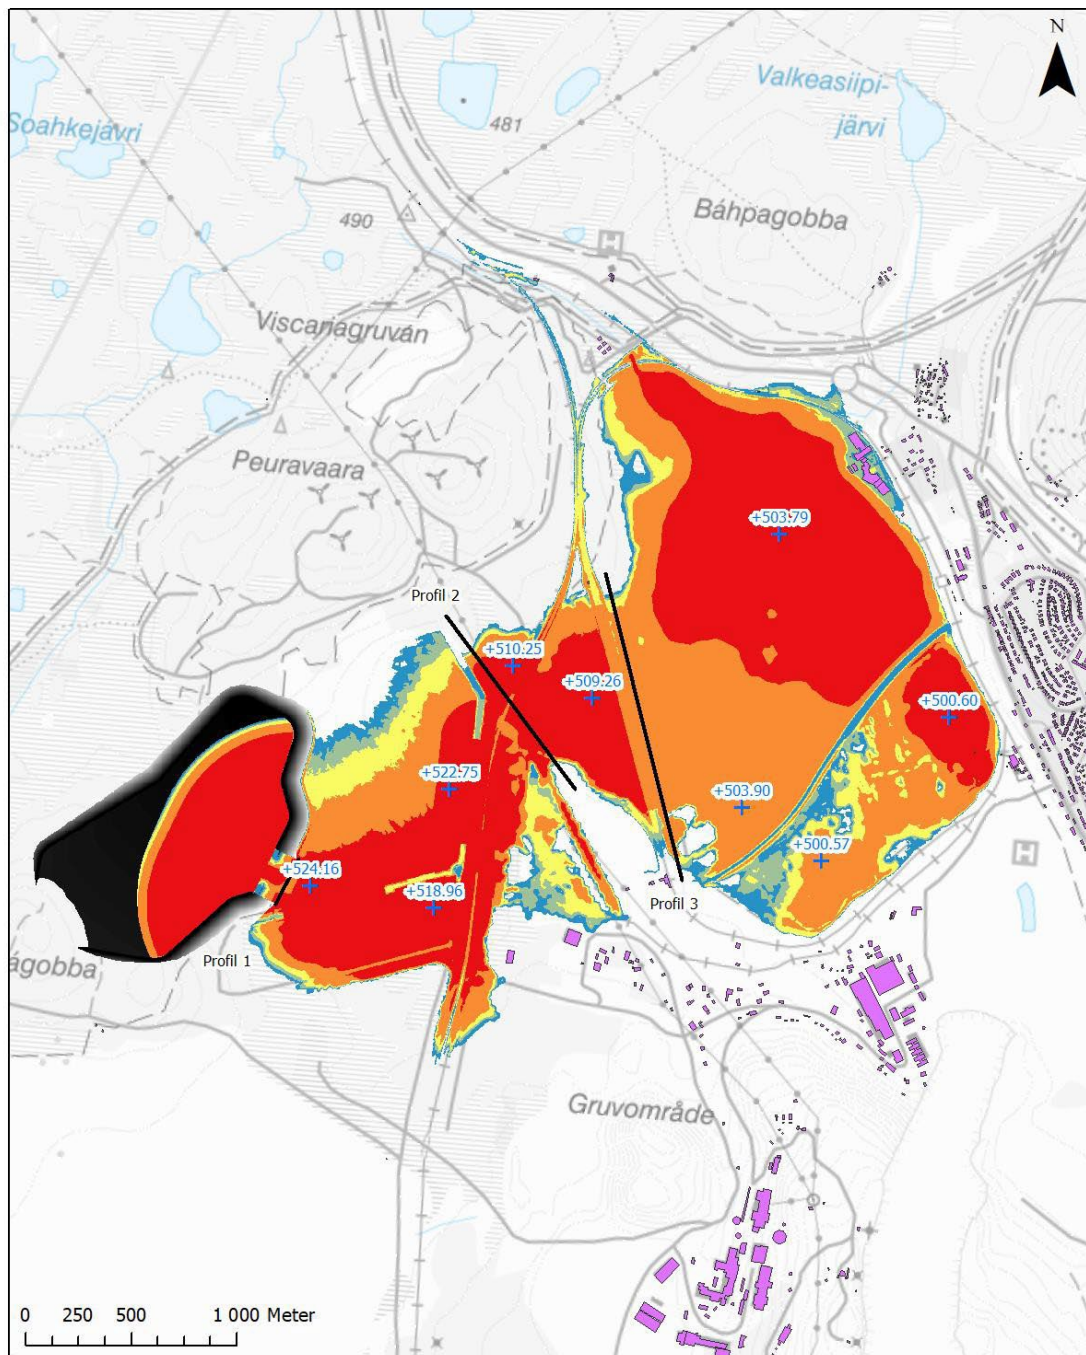 N
Valkeasiipi-
järvi
Soahkejávri
481
Báhpagobba
490
H
Viscariagruvan
Peuravaara
+503.79
Profil 2
+510.25
+509.26
+500.60
+522.75
+503.90
+500.57
H
+524.16
+518.96
Profil 3
Profil 1
ágobba
Gruvområde
0 250 500 1 000 Meter